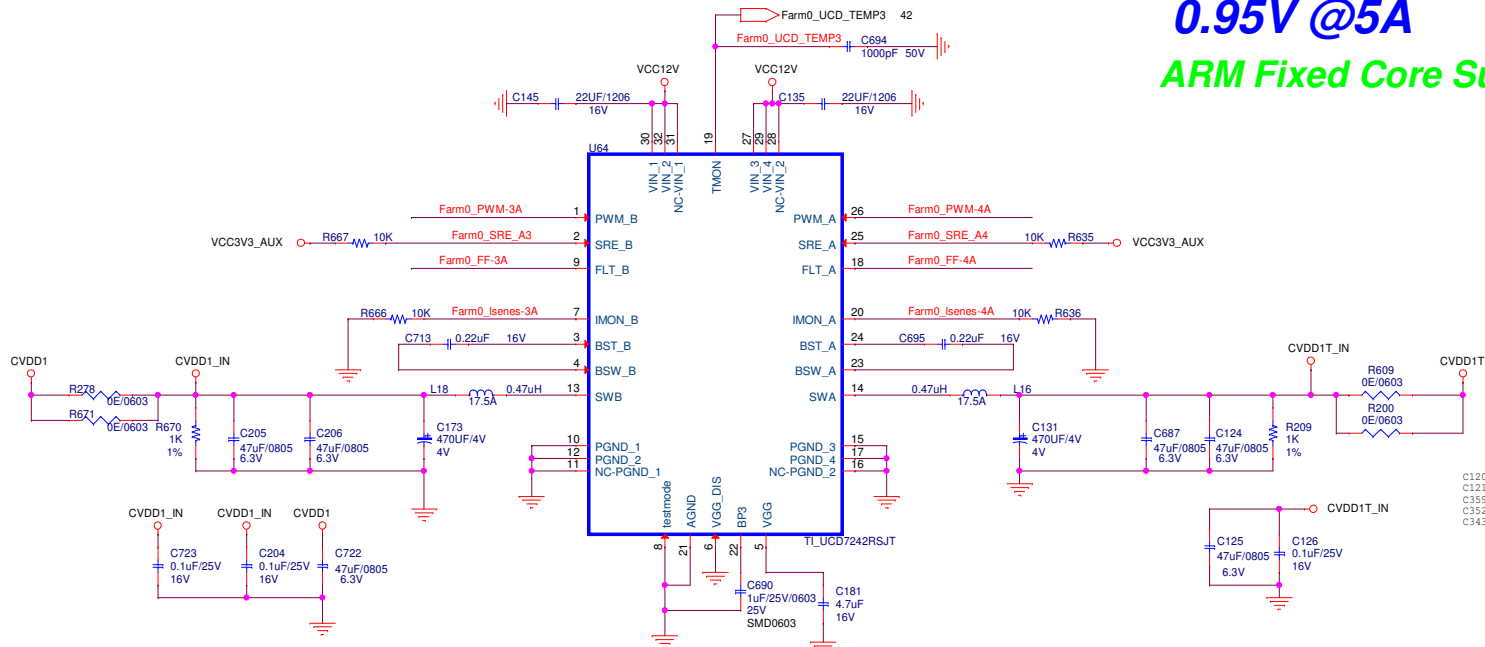 0.95V @5A
ARM Fixed Core Su
Farm0_UCD_TEMP3 42
Farm0_UCD_TEMP3
C694
1000pF 50V
VCC12V
VCC12V
C145
22UF/1206
16V
C135
22UF/1206
16V
30
32
31
19
27
29
28
U64
VIN_1
VIN_2
NC-VIN_1
TMON
VIN_3
VIN_4
NC-VIN_2
Farm0_PWM-3A
1
PWM_B
PWM_A
26
Farm0_PWM-4A
VCC3V3_AUX
R667
10K
Farm0_SRE_A3
2
SRE_B
SRE_A
25
Farm0_SRE_A4
10K
R635
VCC3V3_AUX
Farm0_FF-3A
9
FLT_B
FLT_A
18
Farm0_FF-4A
R666
10K
Farm0_Isenes-3A
7
IMON_B
IMON_A
20
Farm0_Isenes-4A
10K
R636
C713
0.22uF
16V
3
BST_B
BST_A
24
C695
0.22uF
16V
4
BSW_B
BSW_A
23
CVDD1
CVDD1_IN
CVDD1T_IN
CVDD1T
R278
0E/0603
L18
0.47uH
17.5A
13
SWB
SWA
14
0.47uH
17.5A
L16
R609
0E/0603
R671
0E/0603
R200
0E/0603
R670
1K
1%
C205
47uF/0805
6.3V
C206
47uF/0805
6.3V
C173
470UF/4V
4V
C131
470UF/4V
4V
C687
47uF/0805
6.3V
C124
47uF/0805
6.3V
R209
1K
1%
10
PGND_1
12
PGND_2
11
NC-PGND_1
PGND_3
15
PGND_4
17
NC-PGND_2
16
testmode
AGND
VGG_DIS
BP3
VGG
8
21
6
22
5
TI_UCD7242RSJT
C120
C121
C359
C352
C343
CVDD1_IN
CVDD1_IN
CVDD1
CVDD1T_IN
C723
0.1uF/25V
16V
C204
0.1uF/25V
16V
C722
47uF/0805
6.3V
C690
1uF/25V/0603
25V
SMD0603
C181
4.7uF
16V
C125
47uF/0805
6.3V
C126
0.1uF/25V
16V